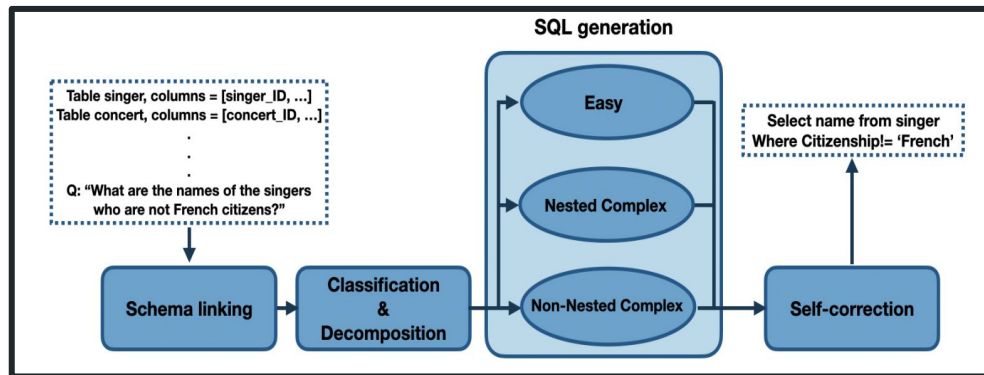 SQL generation
Table singer, columns = [singer_ID, ...]
Table concert, columns = [concert_ID, ...]
.
.
.
Q: “What are the names of the singers
who are not French citizens?”
Schema linking
Classification
&
Decomposition
Easy
Nested Complex
Non-Nested Complex
Select name from singer
Where Citizenship!= ‘French’
Self-correction